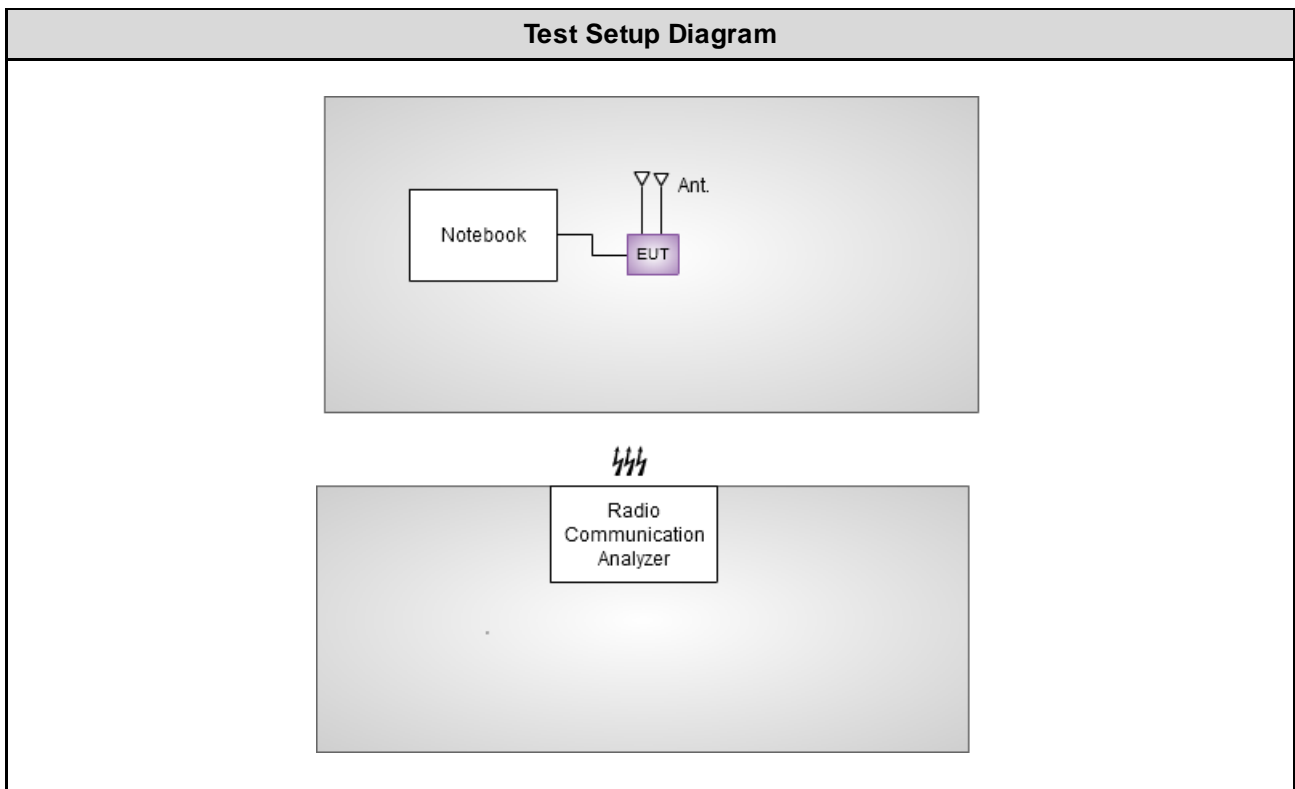 Test Setup Diagram
Notebook
Ant.
EUT
Radio
Communication
Analyzer